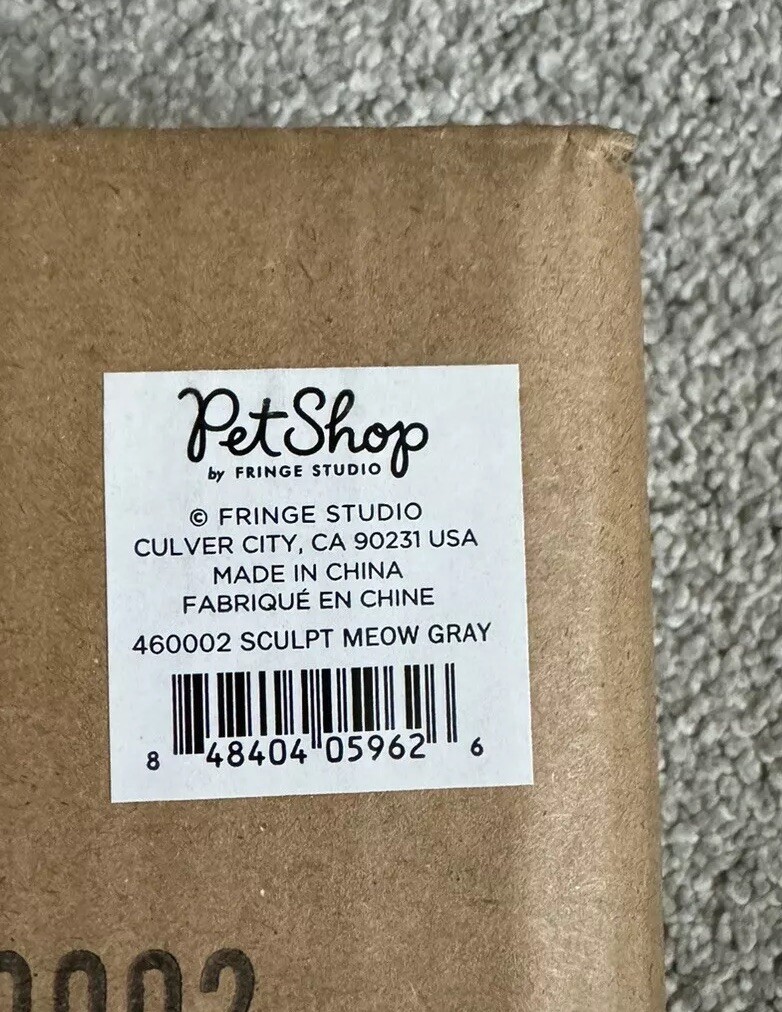 PetShop
by FRINGE STUDIO
© FRINGE STUDIO
CULVER CITY, CA 90231 USA
MADE IN CHINA
FABRIQUÉ EN CHINE
460002 SCULPT MEOW GRAY
8 48404 05962 6
0002